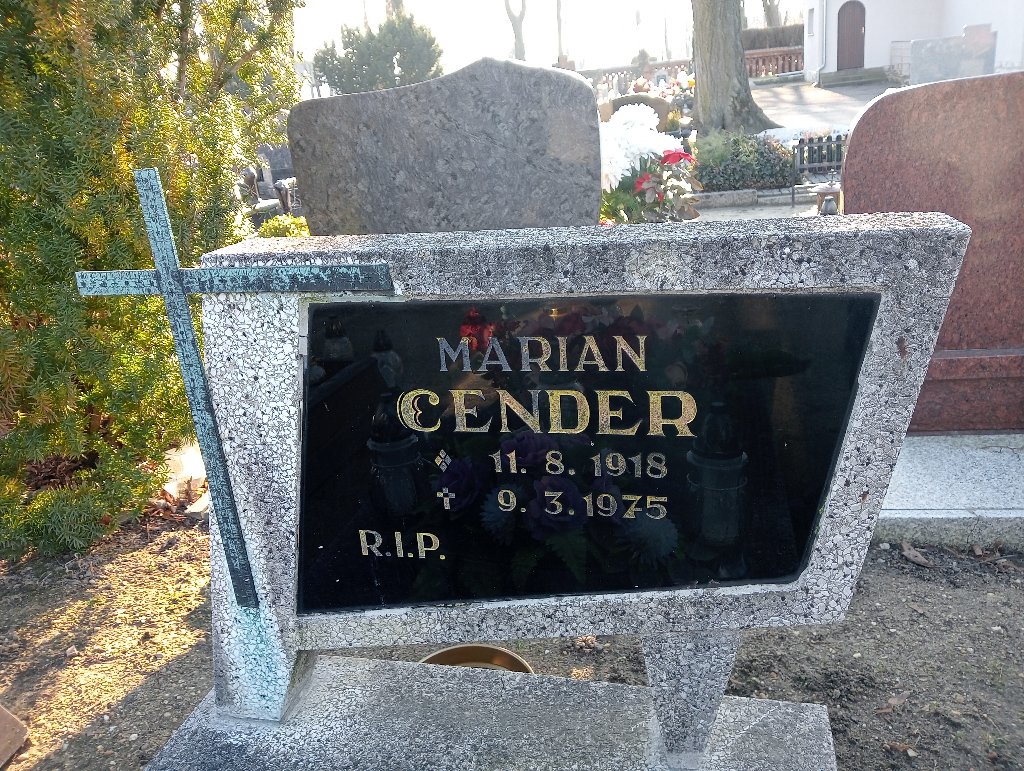 MARIAN
CENDER
11. 8. 1918
9. 3. 1975
R.I.P.